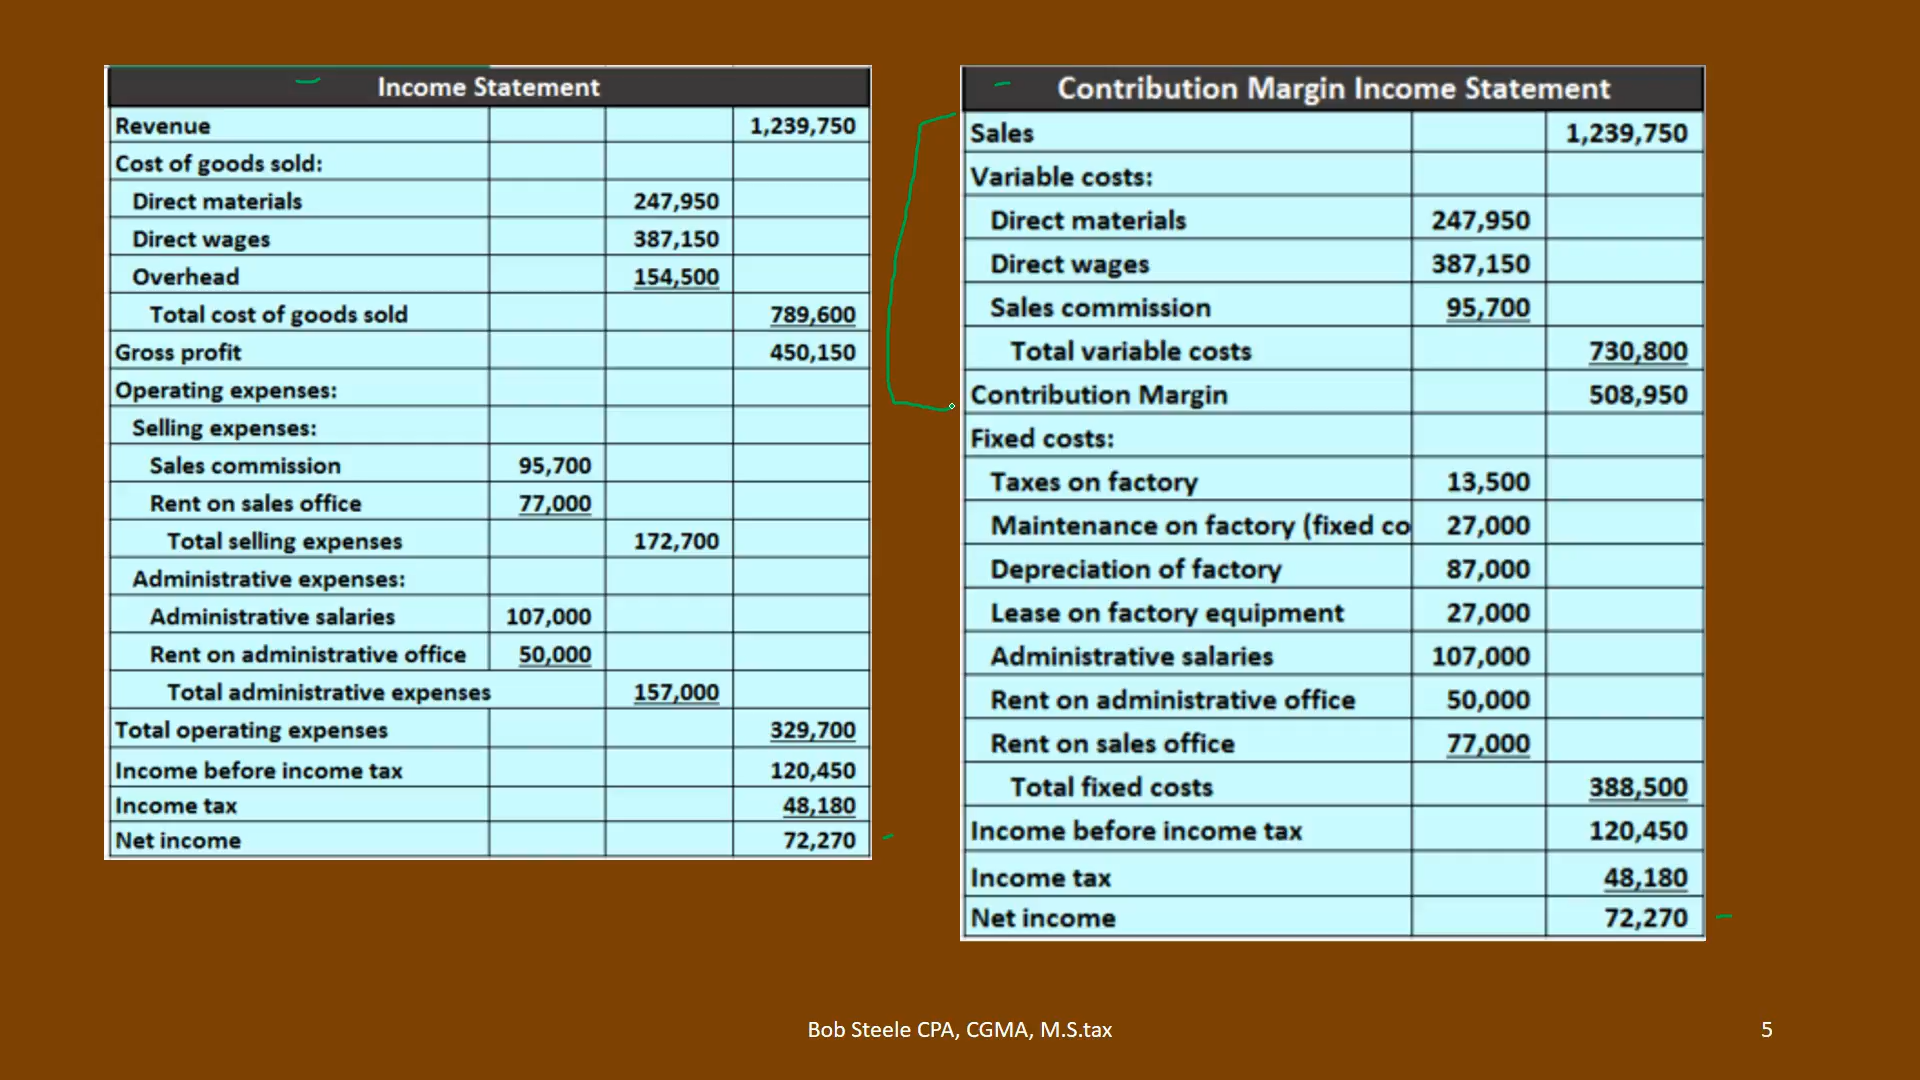 Income Statement
Revenue 1,239,750
Cost of goods sold:
Direct materials 247,950
Direct wages 387,150
Overhead 154,500
Total cost of goods sold 789,600
Gross profit 450,150
Operating expenses:
Selling expenses:
Sales commission 95,700
Rent on sales office 77,000
Total selling expenses 172,700
Administrative expenses:
Administrative salaries 107,000
Rent on administrative office 50,000
Total administrative expenses 157,000
Total operating expenses 329,700
Income before income tax 120,450
Income tax 48,180
Net income 72,270
Contribution Margin Income Statement
Sales 1,239,750
Variable costs:
Direct materials 247,950
Direct wages 387,150
Sales commission 95,700
Total variable costs 730,800
Contribution Margin 508,950
Fixed costs:
Taxes on factory 13,500
Maintenance on factory (fixed co 27,000
Depreciation of factory 87,000
Lease on factory equipment 27,000
Administrative salaries 107,000
Rent on administrative office 50,000
Rent on sales office 77,000
Total fixed costs 388,500
Income before income tax 120,450
Income tax 48,180
Net income 72,270
Bob Steele CPA, CGMA, M.S.tax
5